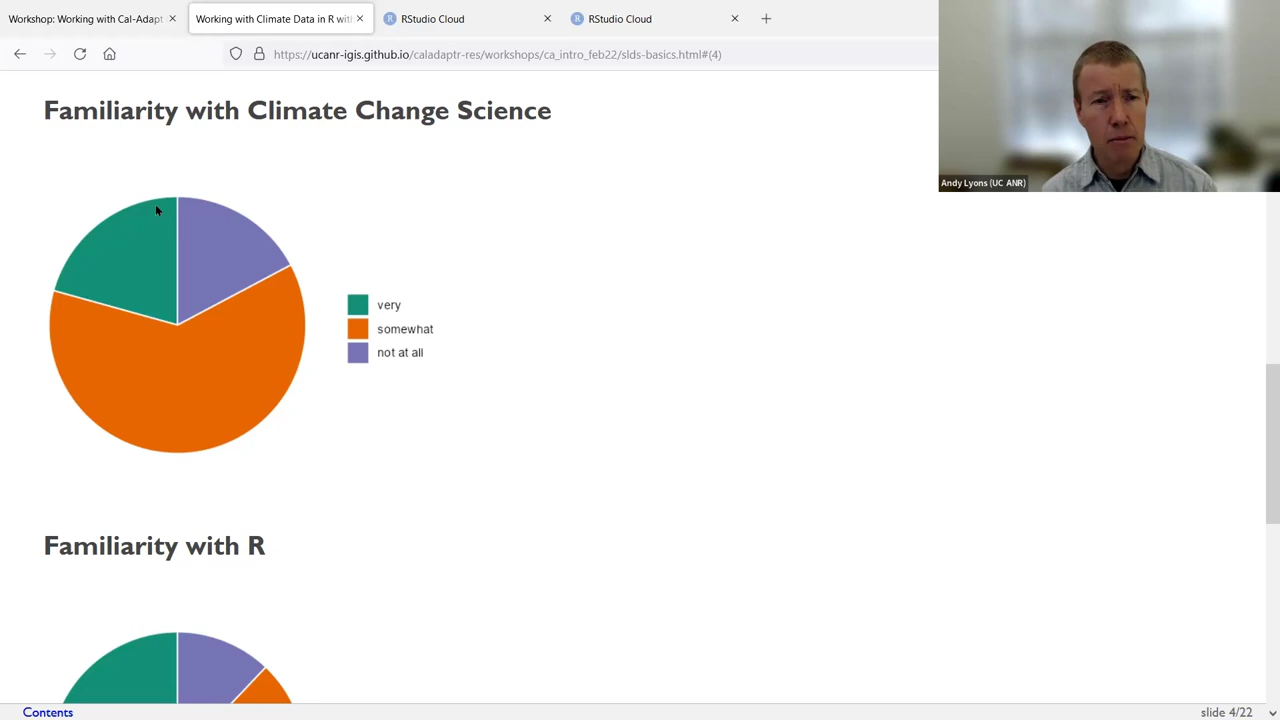 Workshop: Working with Cal-Adapt
Working with Climate Data in R with
RStudio Cloud
RStudio Cloud
https://ucanr-igis.github.io/caladaptr-res/workshops/ca_intro_feb22/slds-basics.html#(4)
Familiarity with Climate Change Science
Andy Lyons (UC ANR)
very
somewhat
not at all
Familiarity with R
Contents
slide 4/22